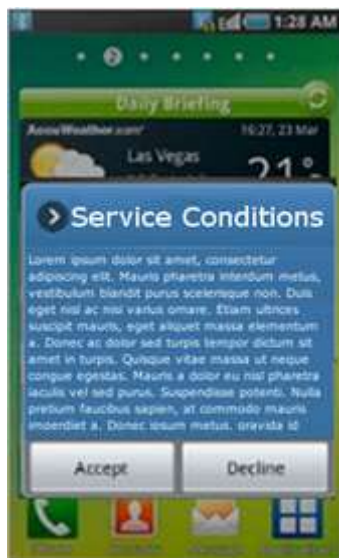 1:28 AM
2
Daily Briefing
AccuWeather.com 16:27, 23 Mar
Las Vegas
21°
Service Conditions
Lorem ipsum dolor sit amet, consectetur
adipiscing elit. Mauris pharetra interdum metus,
vestibulum blandit purus scelerisque non. Duis
eget nisl ac nisi varius ornare. Etiam ultrices
suscipit mauris, eget aliquet massa elementum
a. Donec ac dolor sed turpis tempor dictum sit
amet in turpis. Quisque vitae massa ut neque
congue egestas. Mauris a dolor eu nisl pharetra
iaculis vel sed purus. Suspendisse potenti. Nulla
pretium faucibus sapien, at commodo mauris
imperdiet a. Donec ipsum metus, gravida id
Accept Decline